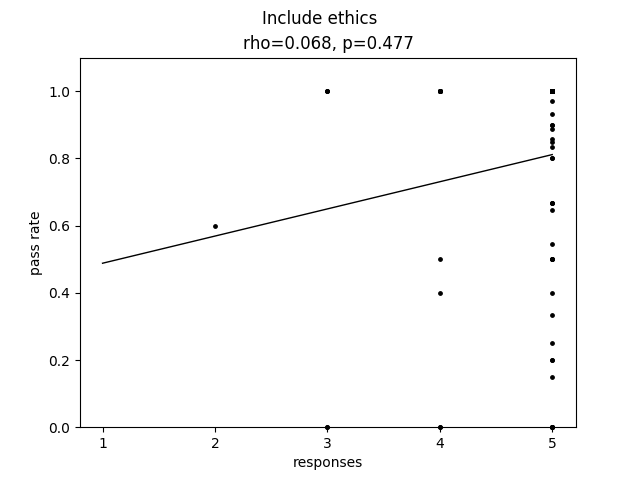 Include ethics
rho=0.068, p=0.477
1.0
0.8
0.6
0.4
0.2
0.0
pass rate
1 2 3 4 5
responses